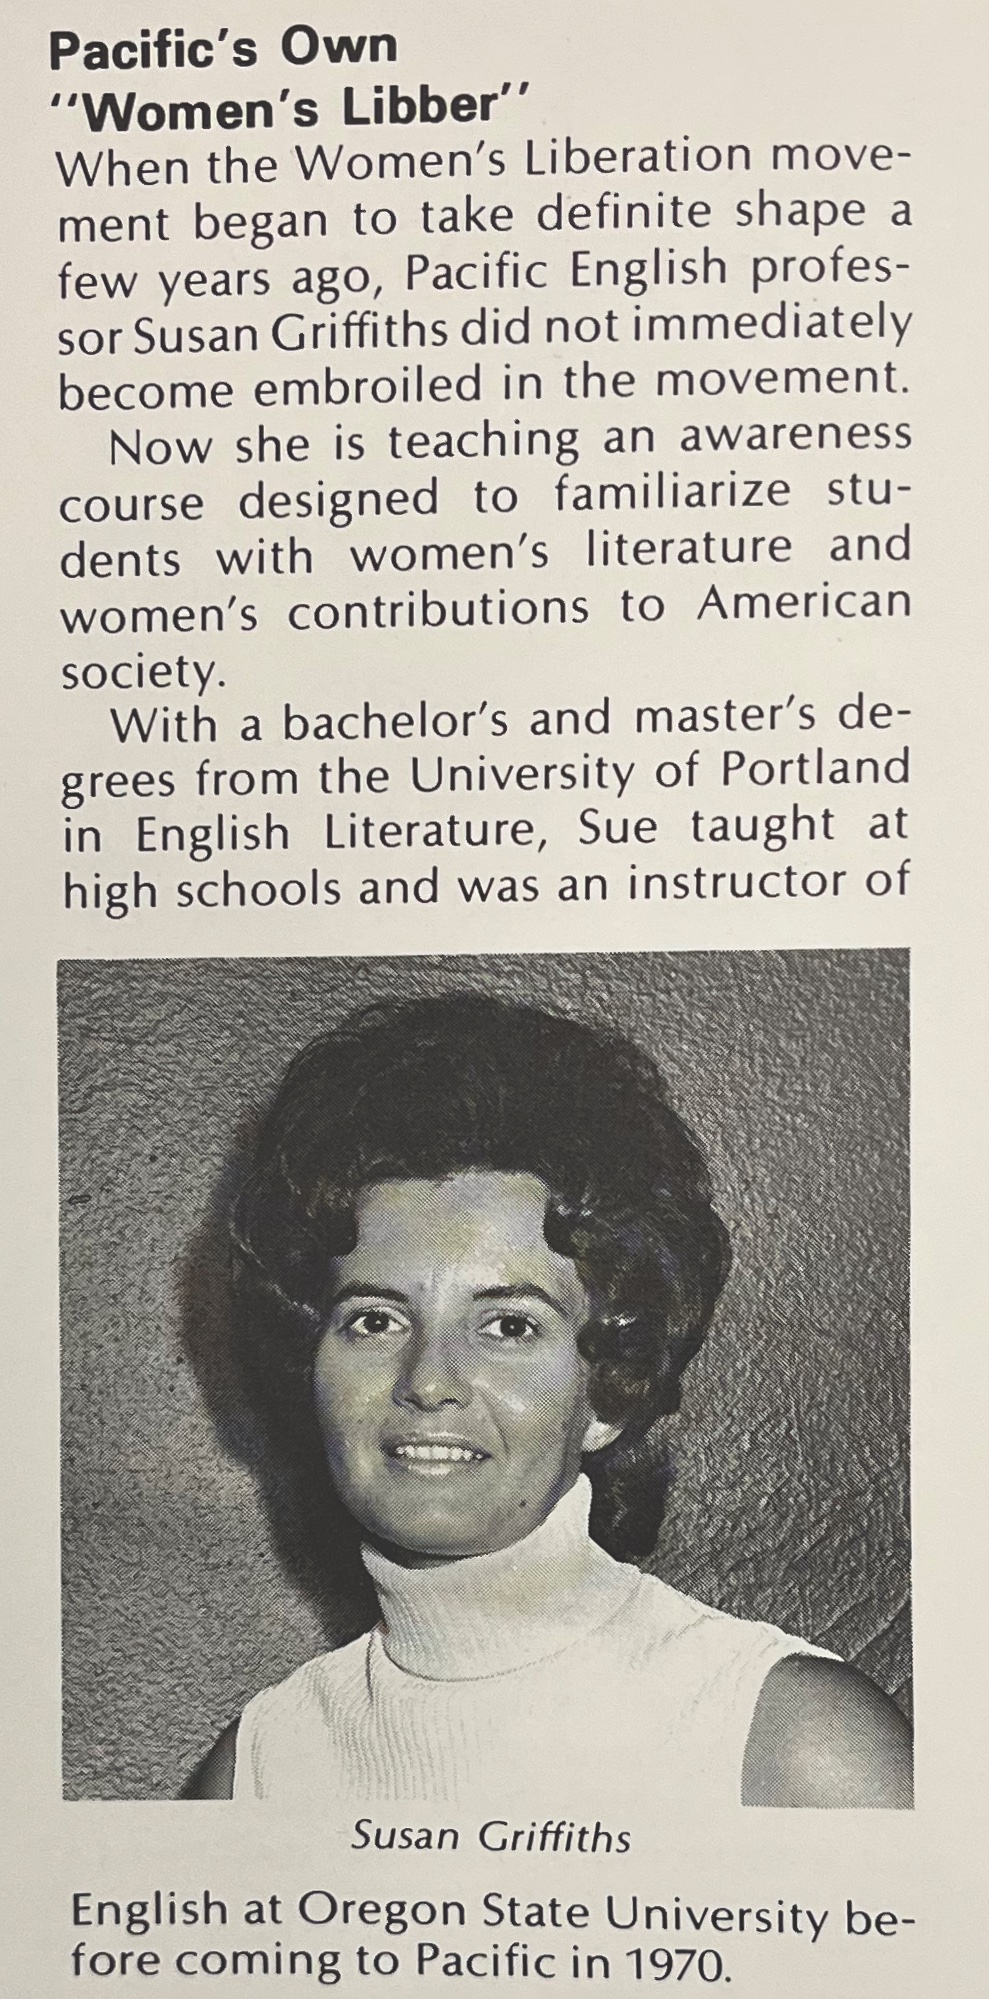 Pacific's Own
"Women's Libber"
When the Women's Liberation move-
ment began to take definite shape a
few years ago, Pacific English profes-
sor Susan Griffiths did not immediately
become embroiled in the movement.
Now she is teaching an awareness
course designed to familiarize stu-
dents with women's literature and
women's contributions to American
society.
With a bachelor's and master's de-
grees from the University of Portland
in English Literature, Sue taught at
high schools and was an instructor of
Susan Griffiths
English at Oregon State University be-
fore coming to Pacific in 1970.